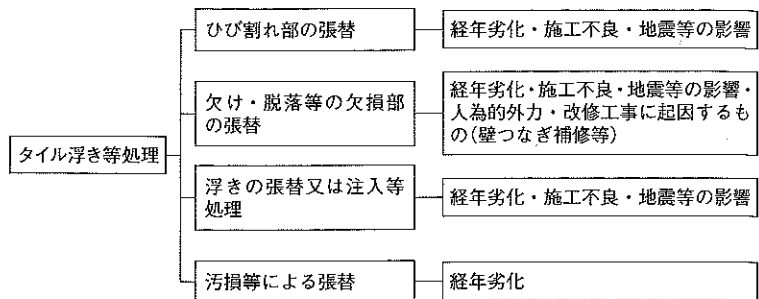 ひび割れ部の張替
経年劣化・施工不良・地震等の影響
欠け・脱落等の欠損部
の張替
経年劣化・施工不良・地震等の影響・
人為的外力・改修工事に起因するも
の(壁つなぎ補修等)
タイル浮き等処理
浮きの張替又は注入等
処理
経年劣化・施工不良・地震等の影響
汚損等による張替
経年劣化